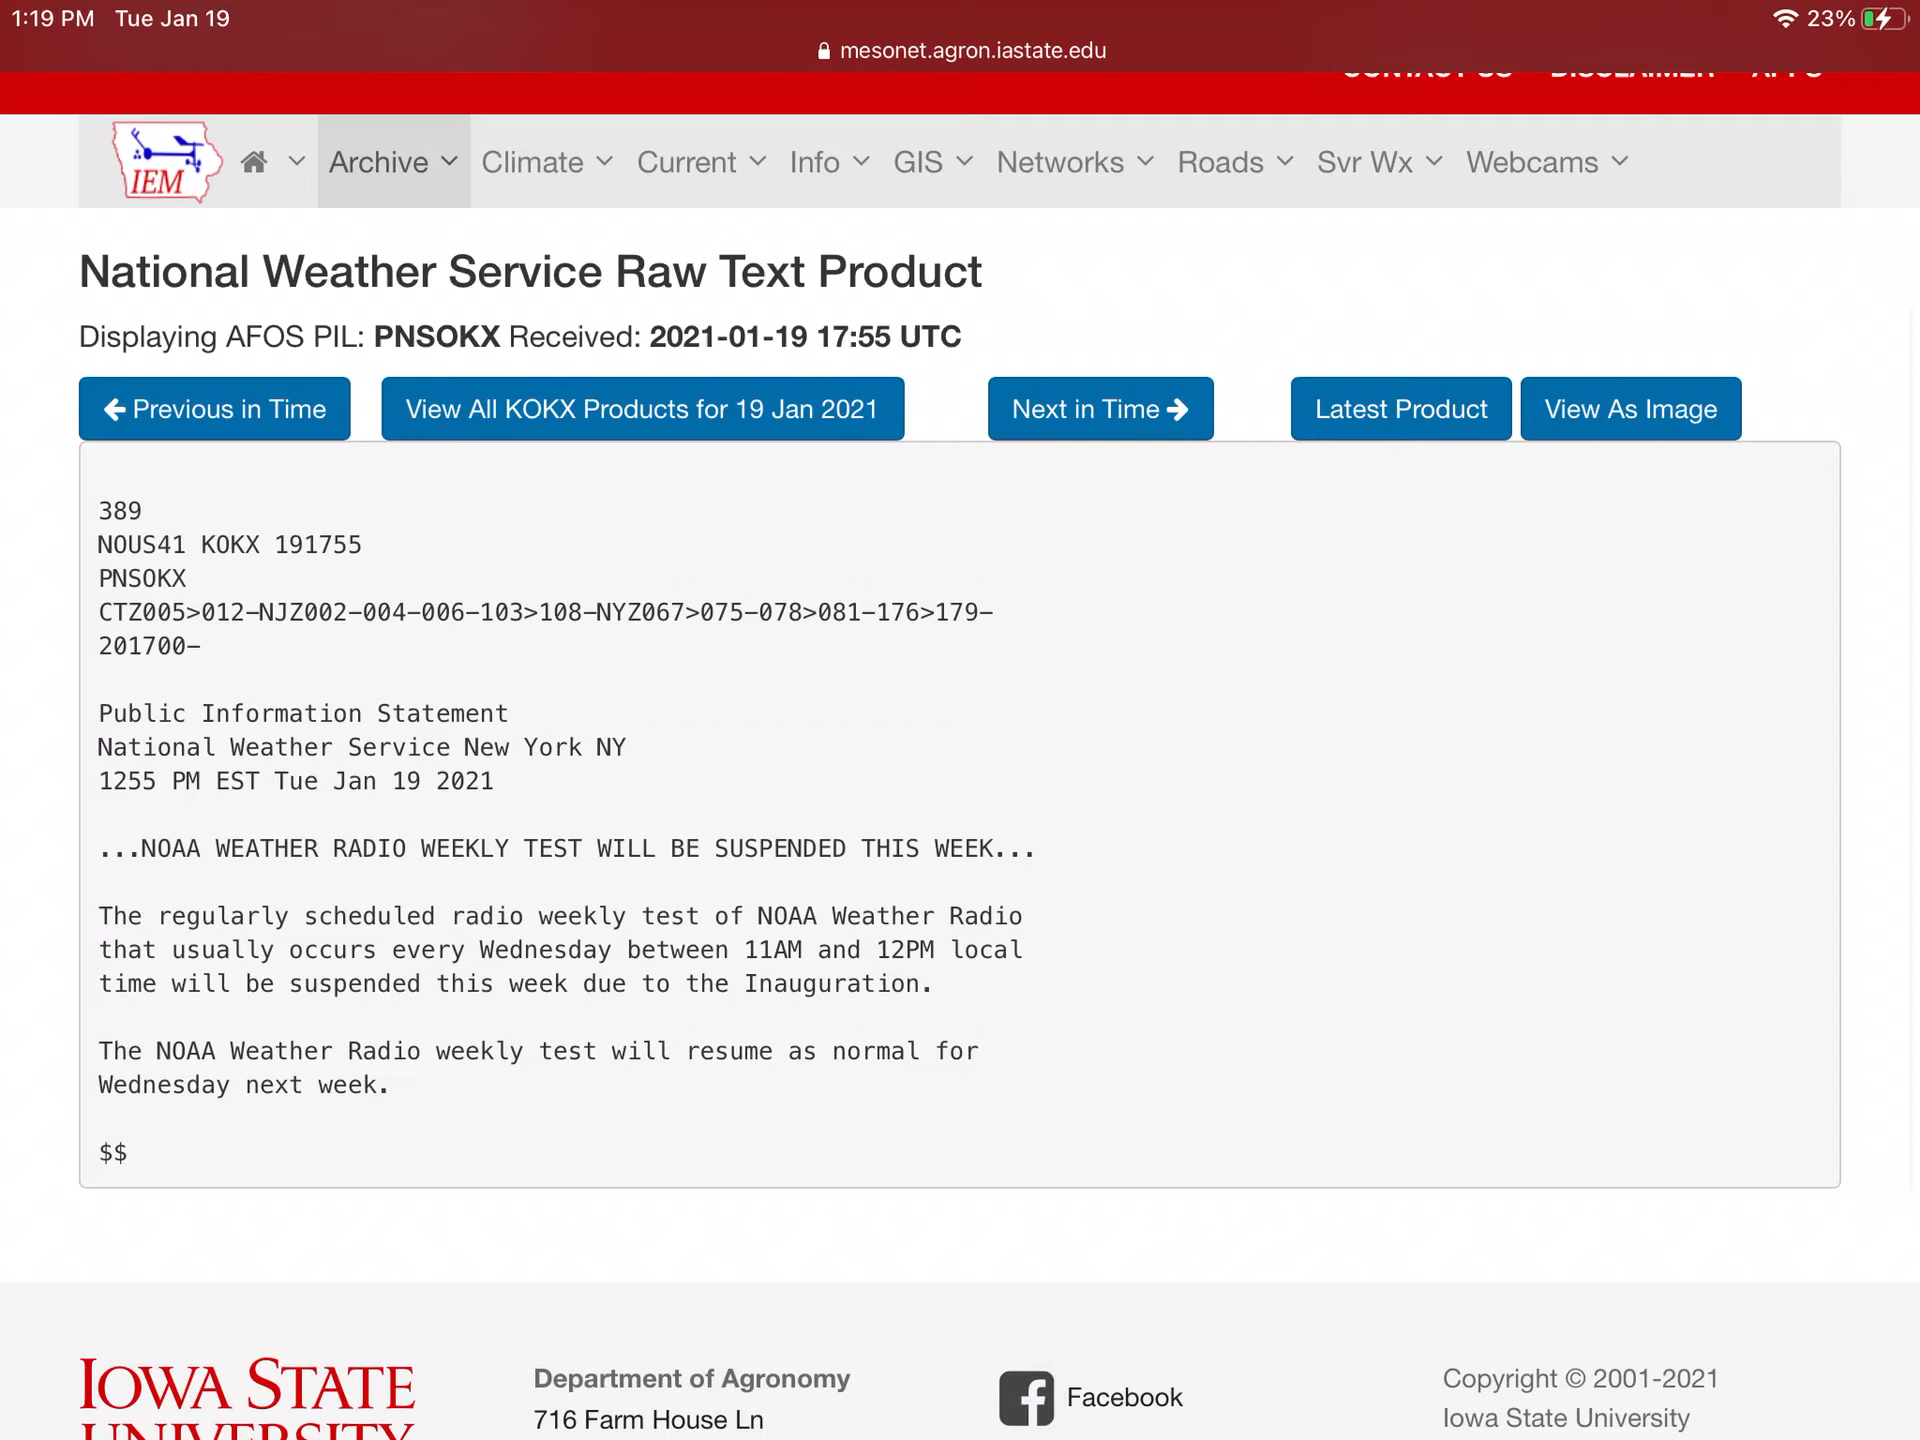 1:19 PM Tue Jan 19
23%
mesonet.agron.iastate.edu
CONTACT US DISCLAIMER APPS
IEM
Archive Climate Current Info GIS Networks Roads Svr Wx Webcams
National Weather Service Raw Text Product
Displaying AFOS PIL: PNSOKX Received: 2021-01-19 17:55 UTC
Previous in Time View All KOKX Products for 19 Jan 2021 Next in Time Latest Product View As Image
389
NOUS41 KOKX 191755
PNSOKX
CTZ005>012-NJZ002-004-006-103>108-NYZ067>075-078>081-176>179-
201700-
Public Information Statement
National Weather Service New York NY
1255 PM EST Tue Jan 19 2021
...NOAA WEATHER RADIO WEEKLY TEST WILL BE SUSPENDED THIS WEEK...
The regularly scheduled radio weekly test of NOAA Weather Radio
that usually occurs every Wednesday between 11AM and 12PM local
time will be suspended this week due to the Inauguration.
The NOAA Weather Radio weekly test will resume as normal for
Wednesday next week.
$$
IOWA STATE
UNIVERSITY
Department of Agronomy
716 Farm House Ln
Facebook
Copyright © 2001-2021
Iowa State University